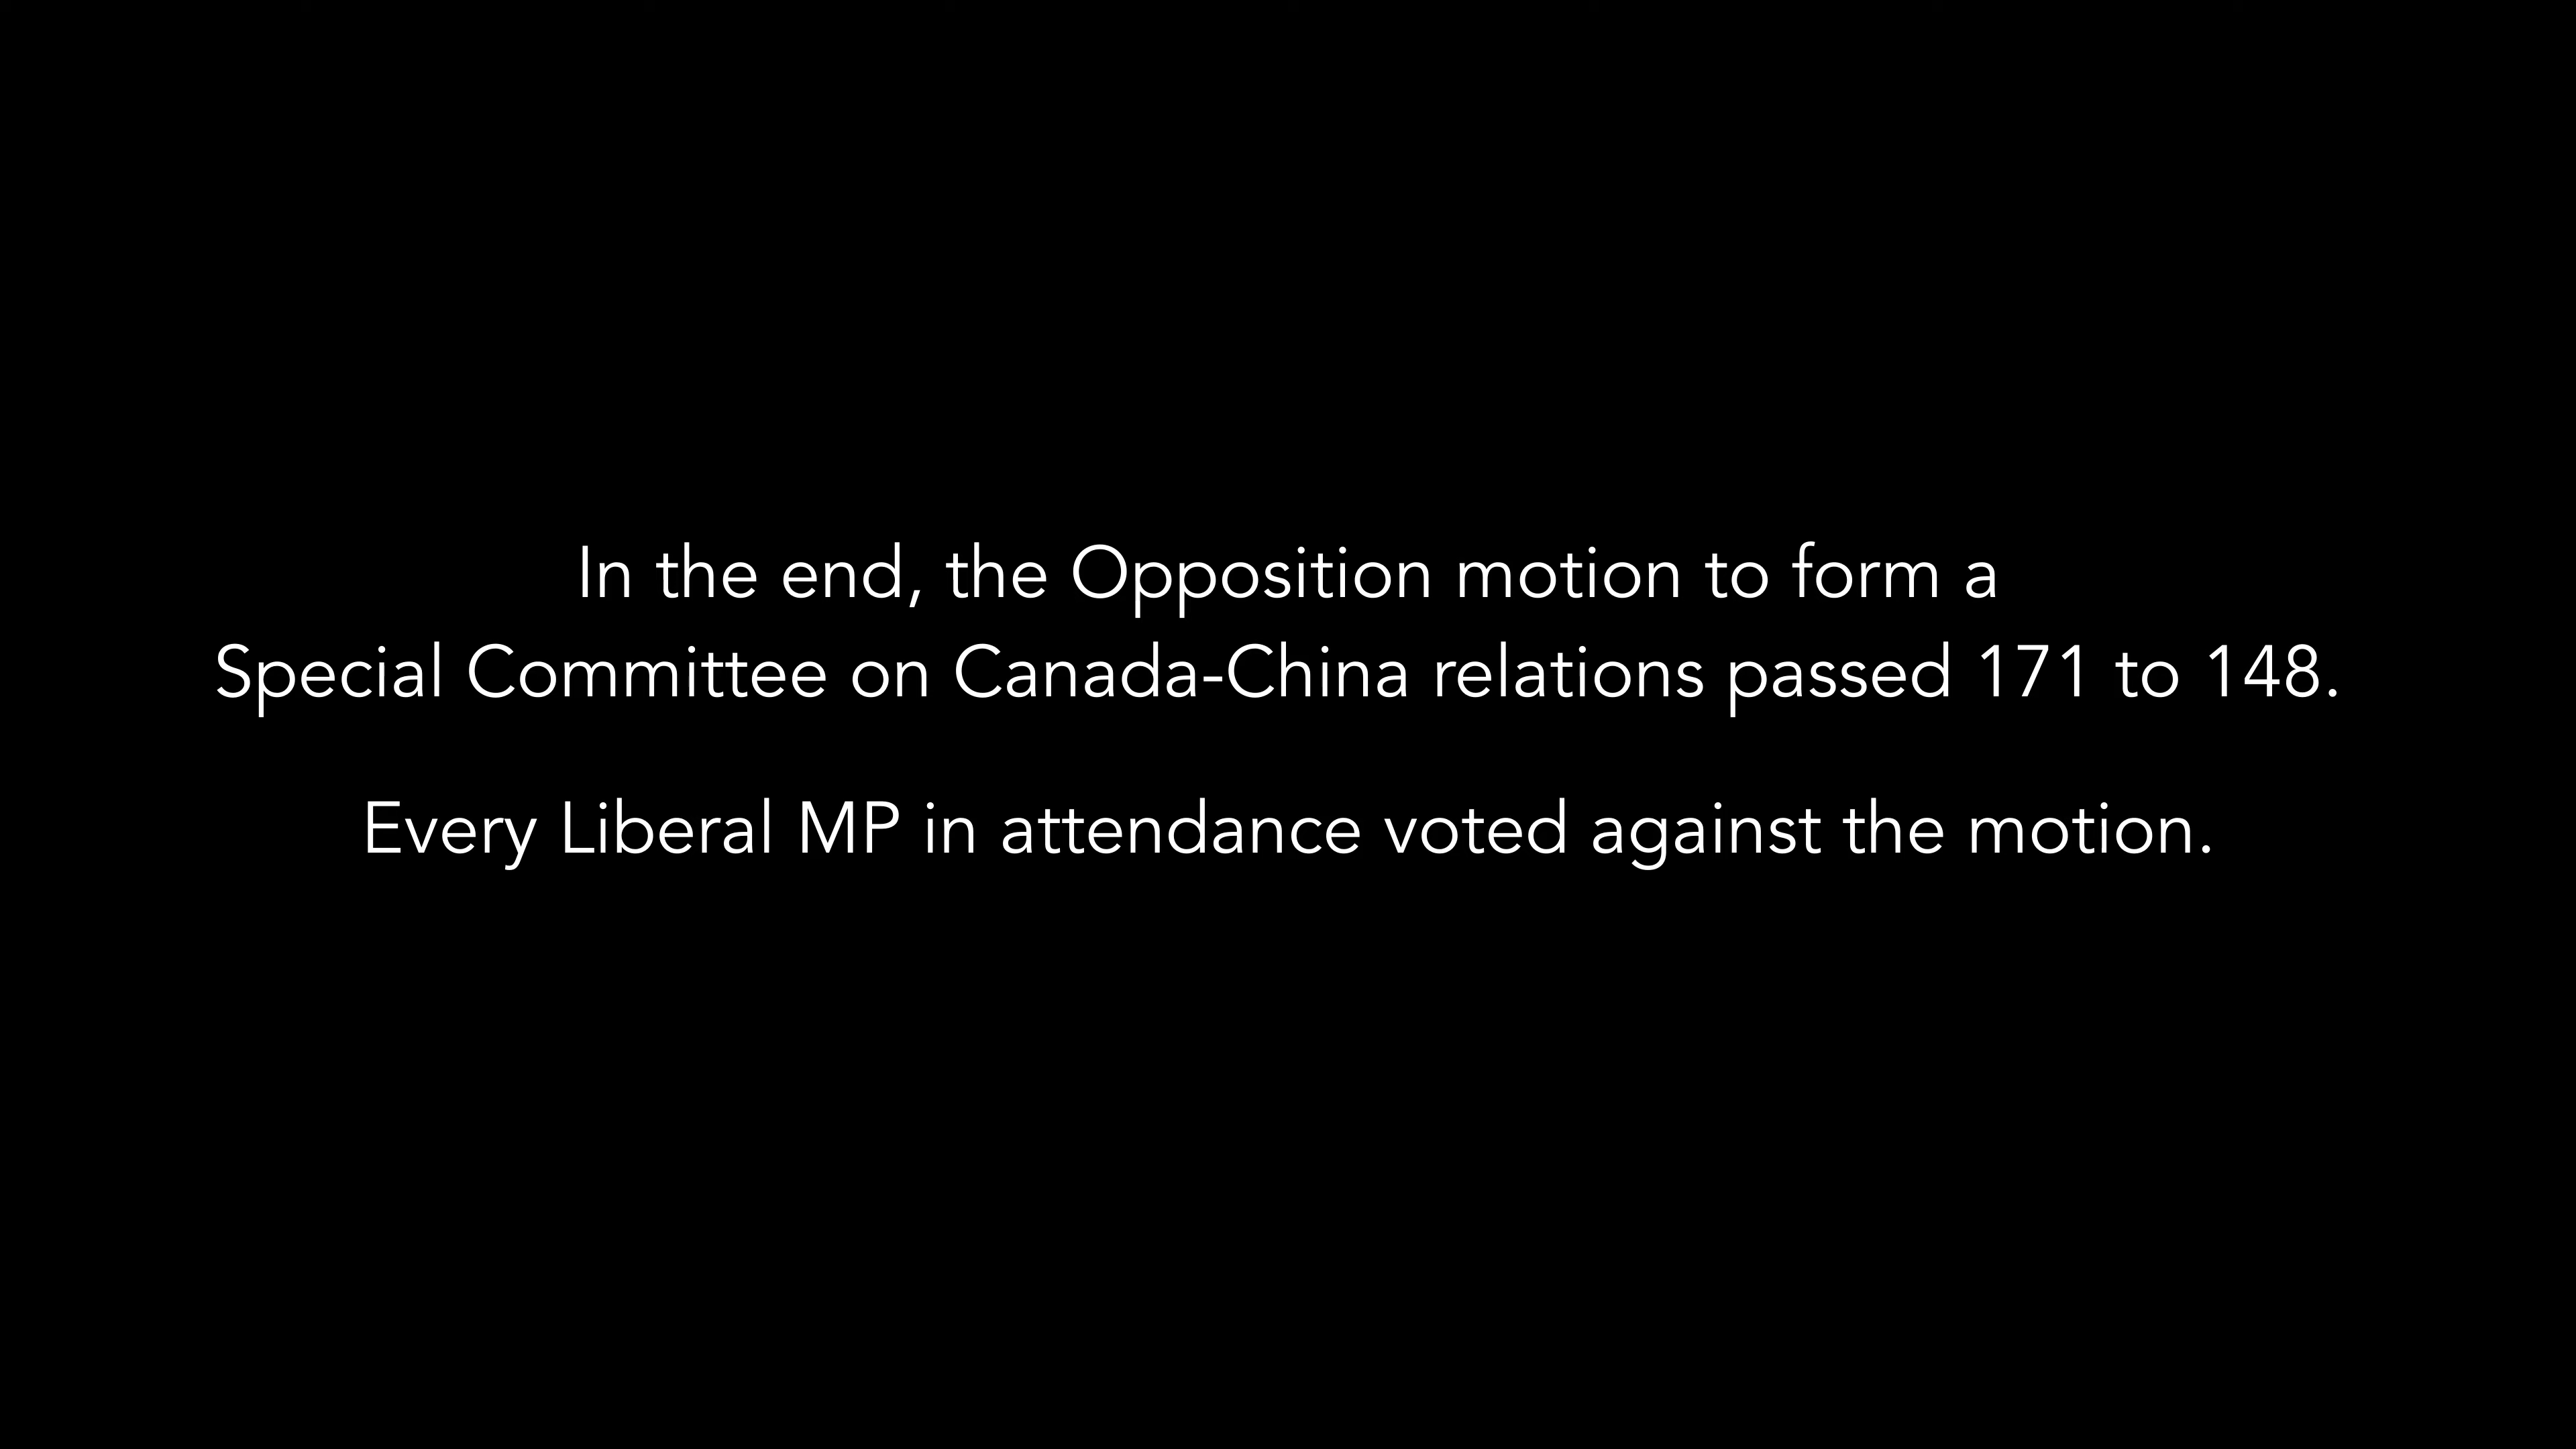 In the end, the Opposition motion to form a
Special Committee on Canada-China relations passed 171 to 148.
Every Liberal MP in attendance voted against the motion.